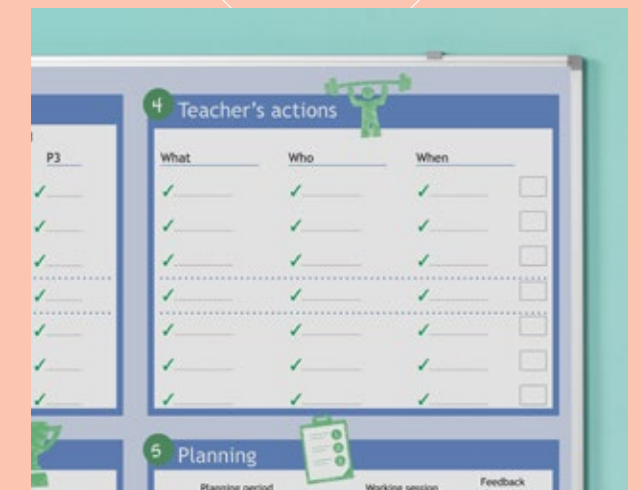 4 Teacher's actions
P3
What Who When
5 Planning
Planning period Working session Feedback